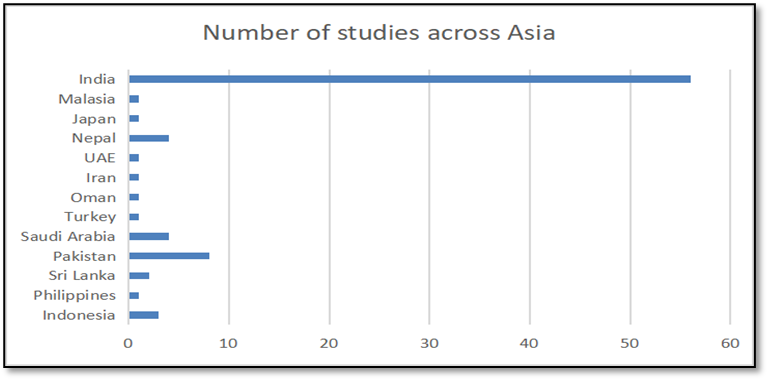 Number of studies across Asia
India
Malasia
Japan
Nepal
UAE
Iran
Oman
Turkey
Saudi Arabia
Pakistan
Sri Lanka
Philippines
Indonesia
0 10 20 30 40 50 60